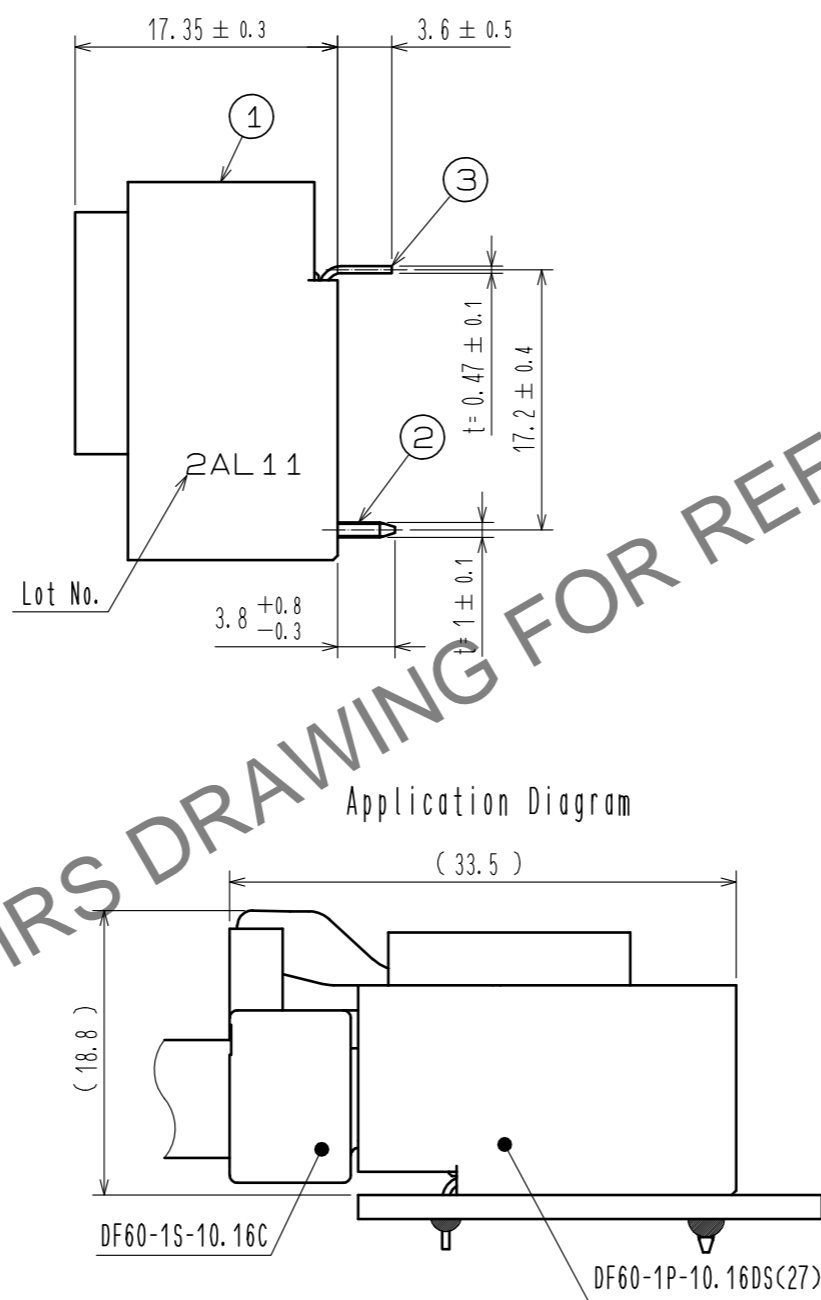 17.35 ± 0.3
3.6 ± 0.5
1
3
t= 0.47 ± 0.1
17.2 ± 0.4
2
2AL11
Lot No.
3.8 +0.8 −0.3
t= 1 ± 0.1
IRS DRAWING FOR REF
Application Diagram
( 33.5 )
( 18.8 )
DF60-1S-10.16C
DF60-1P-10.16DS(27)